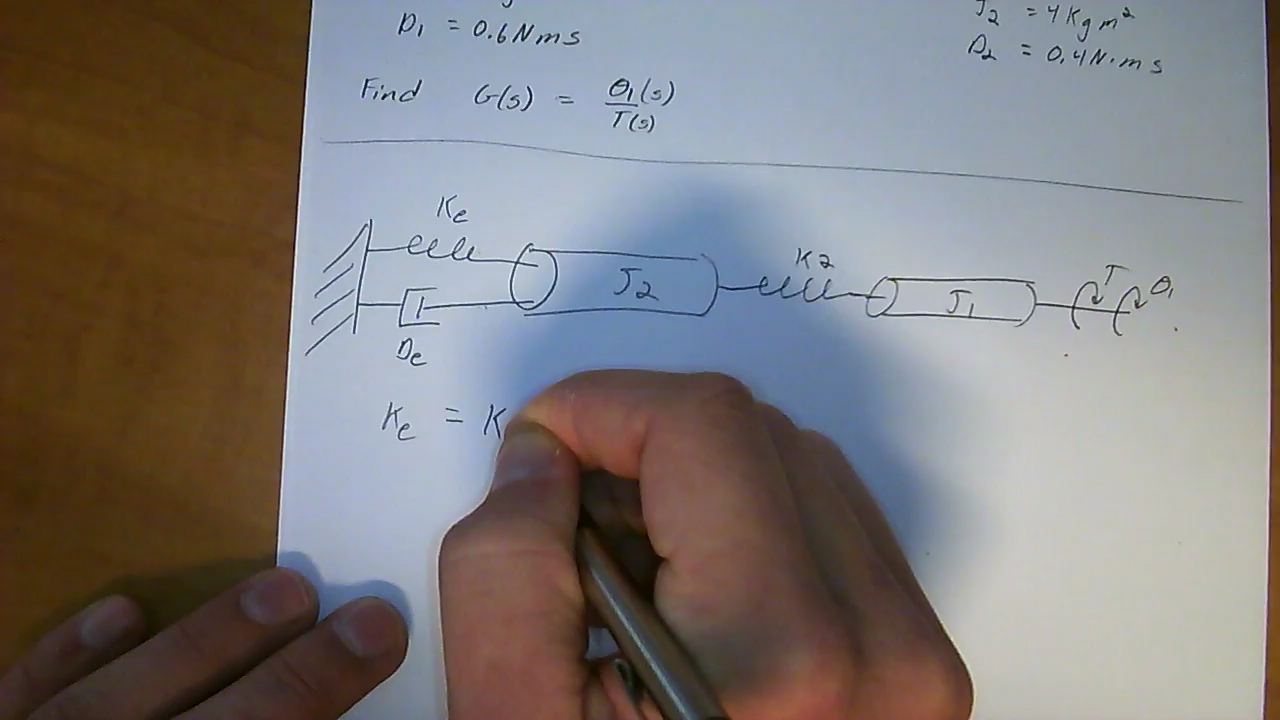 D₁ = 0.6Nms
J₂ = 4Kgm²
D₂ = 0.4N·ms
Find G(s) = θ₁(s)
T(s)
Ke
J₂
K2
J₁
T
θ₁
De
Ke = K